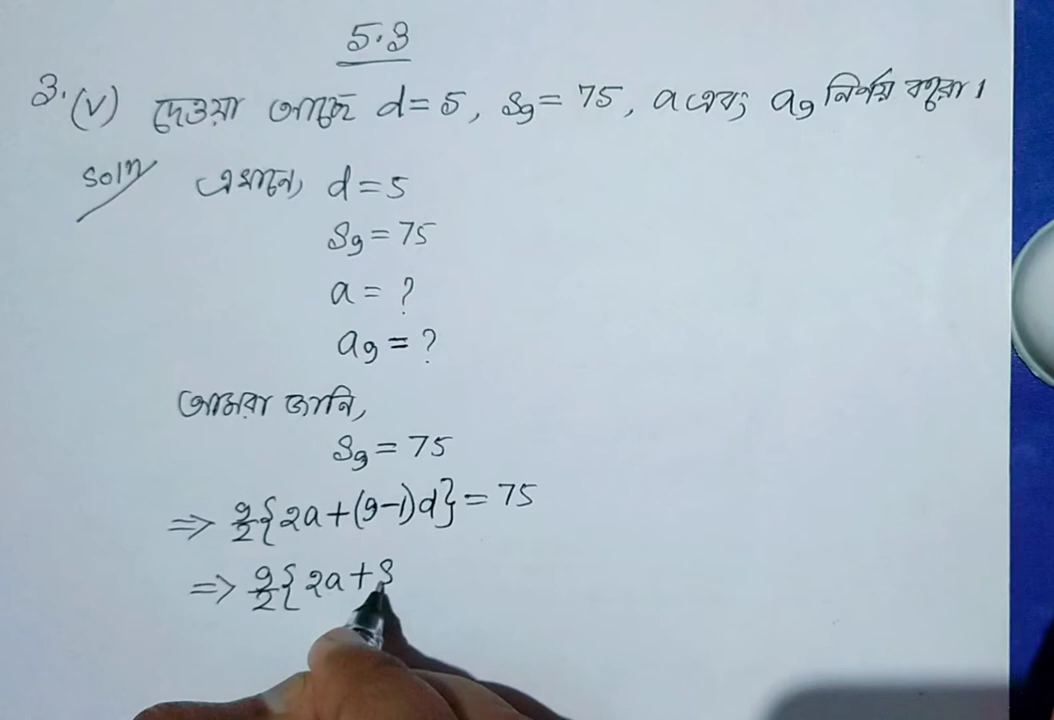 5.3
3.(v) দেওয়া আছে d=5, S₉=75, a এবং a₉ নির্ণয় করো।
Soln এখানে, d=5
S₉=75
a=?
a₉=?
আমরা জানি,
S₉=75
⇒ 9/2{2a+(9-1)d}=75
⇒ 9/2{2a+8